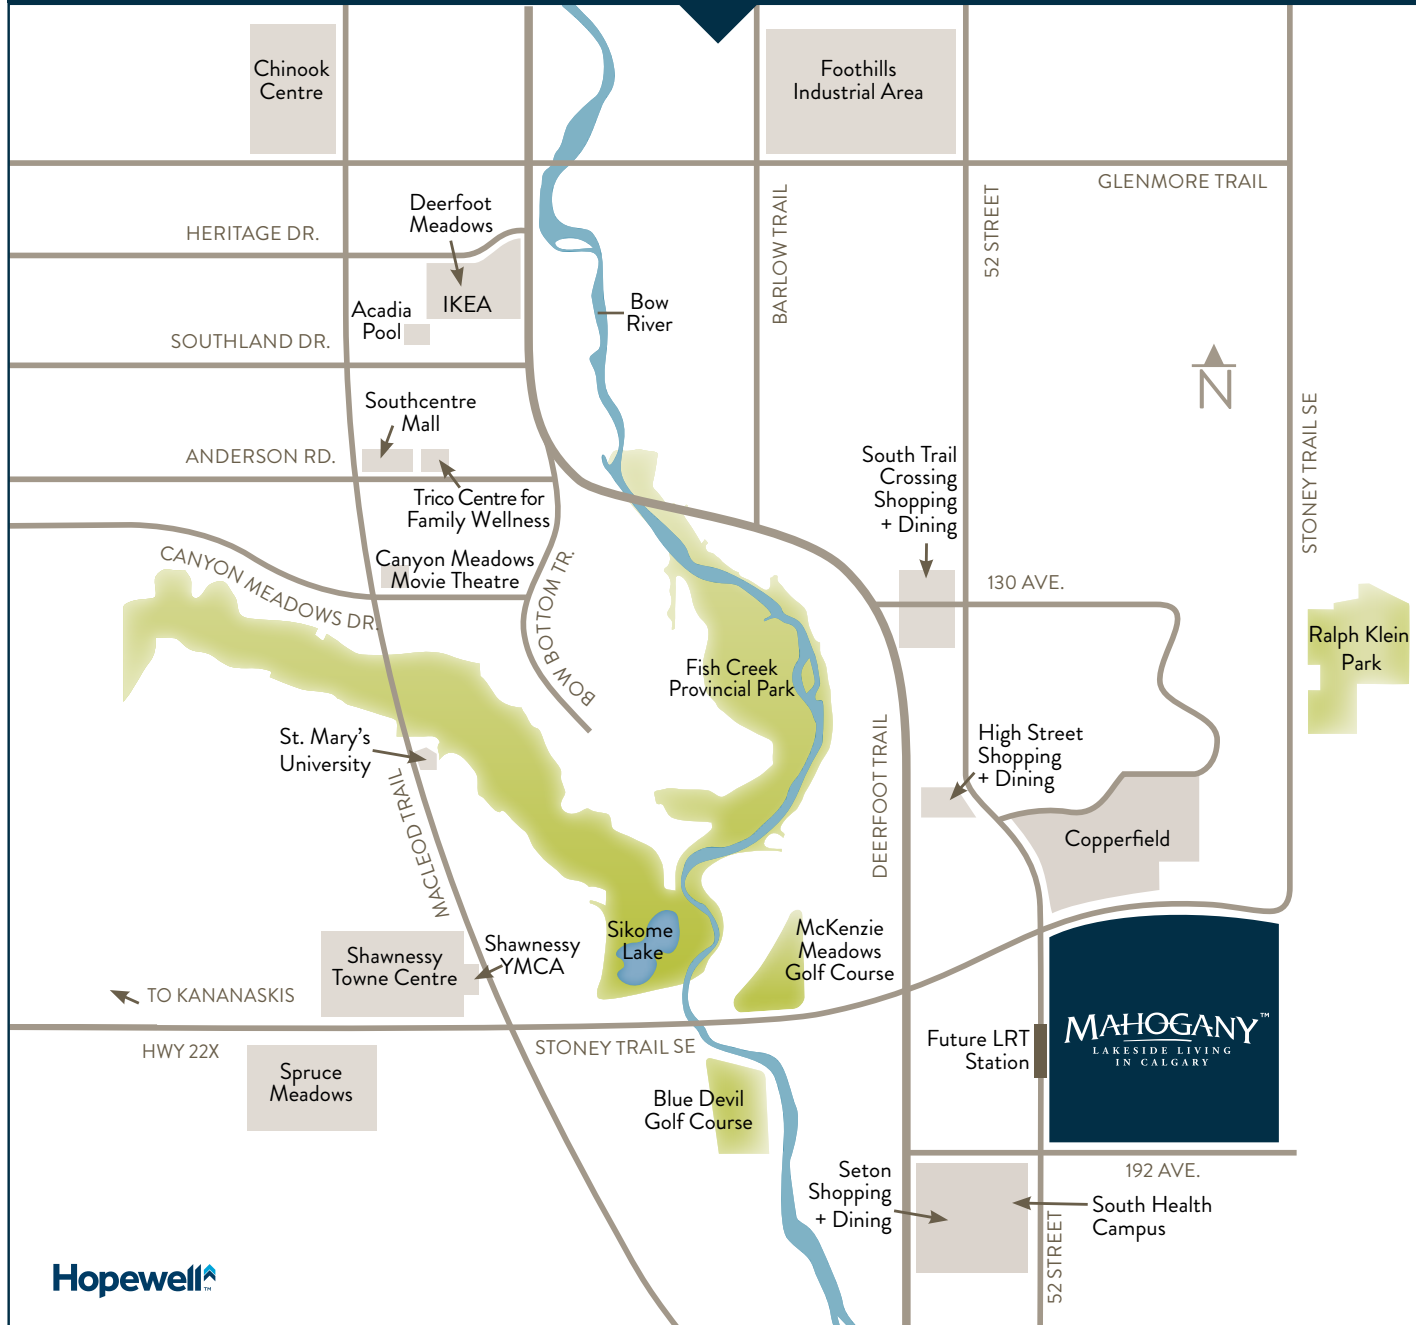 Chinook
Centre
Foothills
Industrial Area
GLENMORE TRAIL
Deerfoot
Meadows
HERITAGE DR.
BARLOW TRAIL
52 STREET
IKEA
Acadia
Pool
Bow
River
SOUTHLAND DR.
N
Southcentre
Mall
STONEY TRAIL SE
ANDERSON RD.
South Trail
Crossing
Shopping
+ Dining
Trico Centre for
Family Wellness
CANYON MEADOWS DR.
Canyon Meadows
Movie Theatre
BOW BOTTOM TR.
130 AVE.
Ralph Klein
Park
Fish Creek
Provincial Park
St. Mary's
University
MACLEOD TRAIL
DEERFOOT TRAIL
High Street
Shopping
+ Dining
Copperfield
Sikome
Lake
McKenzie
Meadows
Golf Course
Shawnessy
Towne Centre
Shawnessy
YMCA
TO KANANASKIS
HWY 22X
STONEY TRAIL SE
Future LRT
Station
MAHOGANY™
LAKESIDE LIVING
IN CALGARY
Spruce
Meadows
Blue Devil
Golf Course
192 AVE.
Seton
Shopping
+ Dining
South Health
Campus
52 STREET
Hopewell™